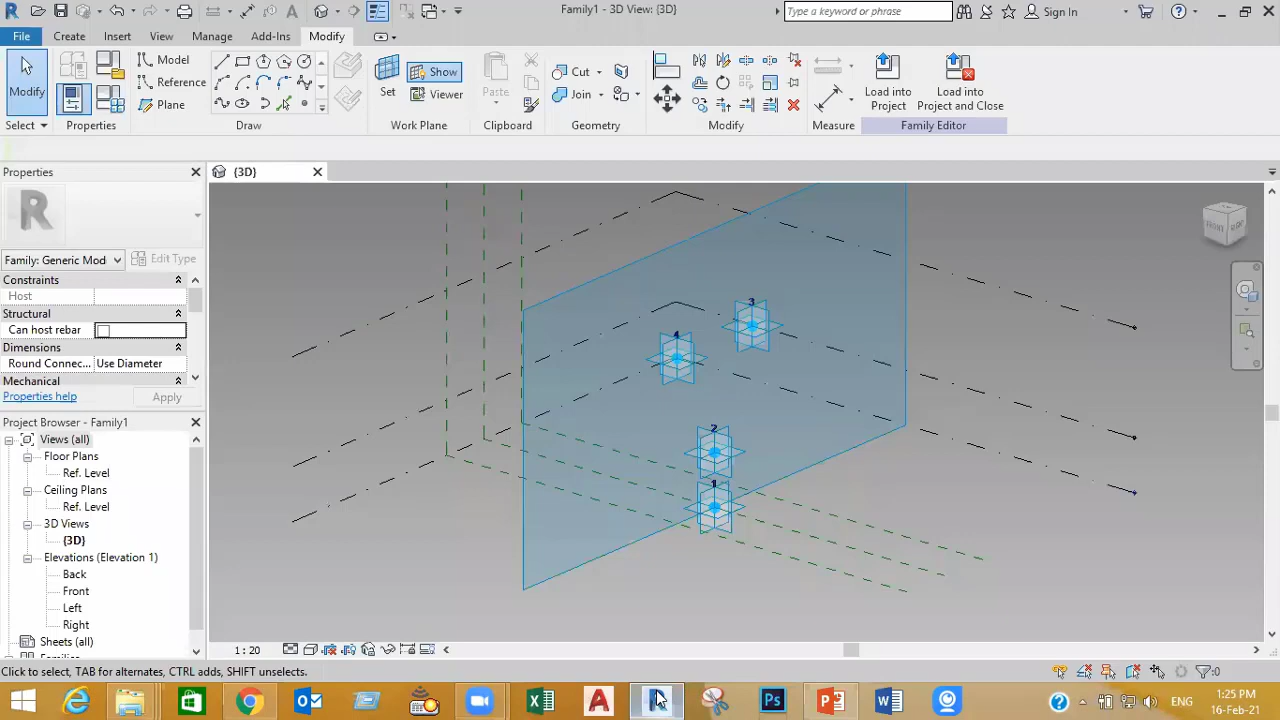 Family1 - 3D View: {3D}
Type a keyword or phrase
Sign In
File Create Insert View Manage Add-Ins Modify
Modify
Select
Properties
Model
Reference
Plane
Draw
Set
Show
Viewer
Work Plane
Paste
Clipboard
Cut
Join
Geometry
Modify
Measure
Load into
Project
Load into
Project and Close
Family Editor
Properties
(3D)
R
Family: Generic Mod
Edit Type
Constraints
Host
Structural
Can host rebar
Dimensions
Round Connec... Use Diameter
Mechanical
Properties help
Apply
Project Browser - Family1
Views (all)
Floor Plans
Ref. Level
Ceiling Plans
Ref. Level
3D Views
{3D}
Elevations (Elevation 1)
Back
Front
Left
Right
Sheets (all)
3
4
2
1
FRONT
1 : 20
Click to select, TAB for alternates, CTRL adds, SHIFT unselects.
:0
ENG
1:25 PM
16-Feb-21